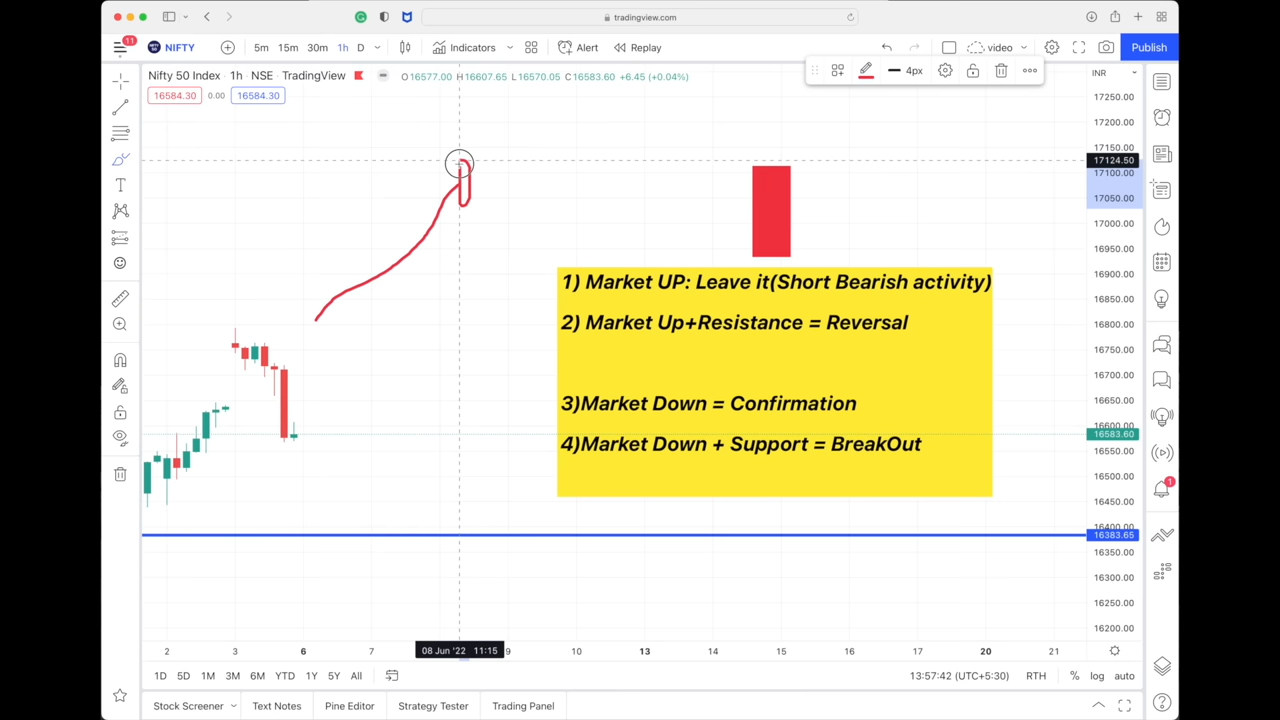 tradingview.com
11
NIFTY
5m 15m 30m 1h D
Indicators
Alert
Replay
video
Publish
Nifty 50 Index · 1h · NSE · TradingView
O16577.00 H16607.65 L16570.05 C16583.60 +6.45 (+0.04%)
16584.30 0.00 16584.30
4px
INR
17250.00
17200.00
17150.00
17124.50
17100.00
17050.00
17000.00
16950.00
16900.00
16850.00
16800.00
16750.00
16700.00
16650.00
16600.00
16583.60
16550.00
16500.00
16450.00
16400.00
16383.65
16350.00
16300.00
16250.00
16200.00
1) Market UP: Leave it(Short Bearish activity)
2) Market Up+Resistance = Reversal
3)Market Down = Confirmation
4)Market Down + Support = BreakOut
1
2 3 6 7 08 Jun '22 11:15 9 10 13 14 15 16 17 20 21
1D 5D 1M 3M 6M YTD 1Y 5Y All
13:57:42 (UTC+5:30) RTH % log auto
Stock Screener Text Notes Pine Editor Strategy Tester Trading Panel